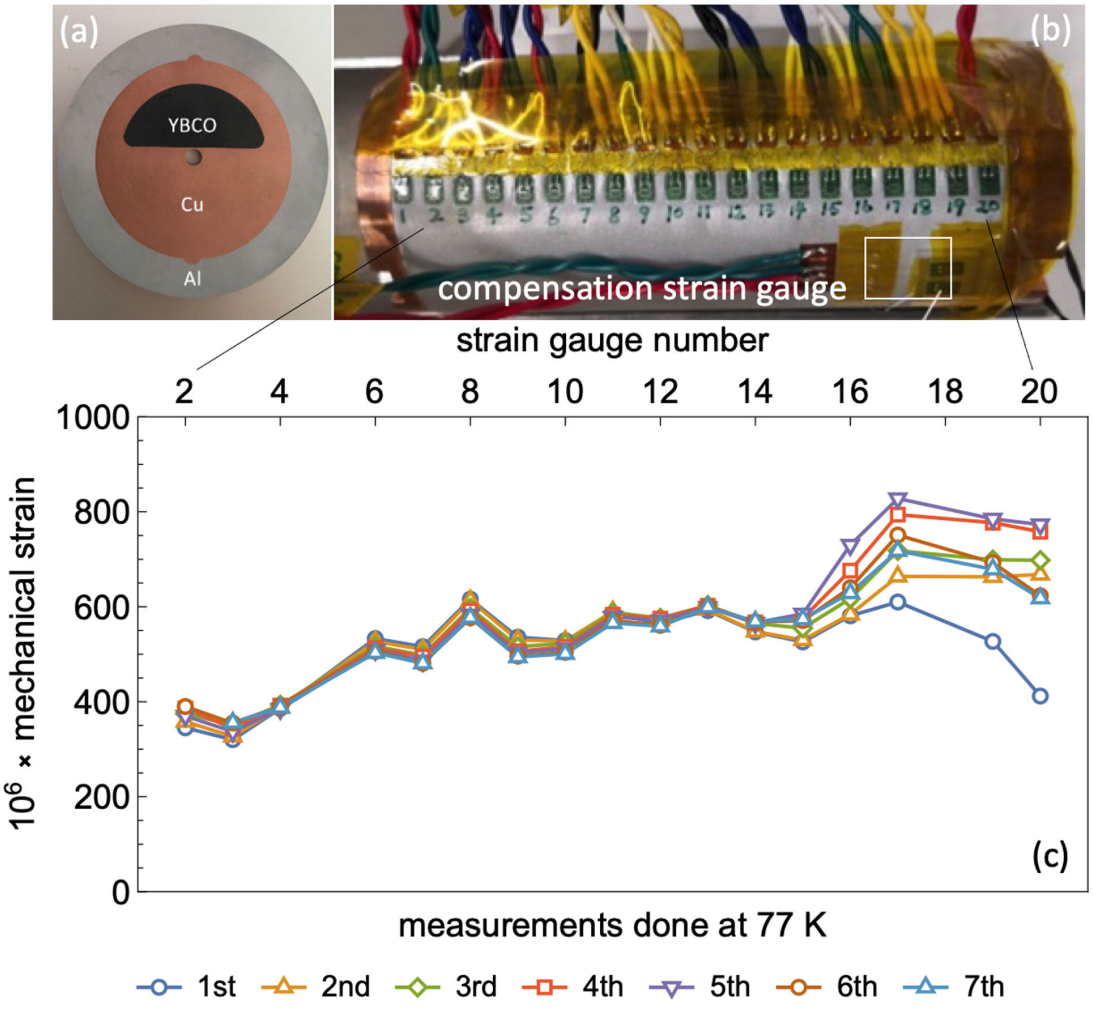 (a)
YBCO
Cu
Al
(b)
1 2 3 4 5 6 7 8 9 10 11 12 13 14 15 16 17 18 19 20
compensation strain gauge
strain gauge number
2 4 6 8 10 12 14 16 18 20
1000
800
600
400
200
0
10⁶ × mechanical strain
(c)
measurements done at 77 K
1st 2nd 3rd 4th 5th 6th 7th